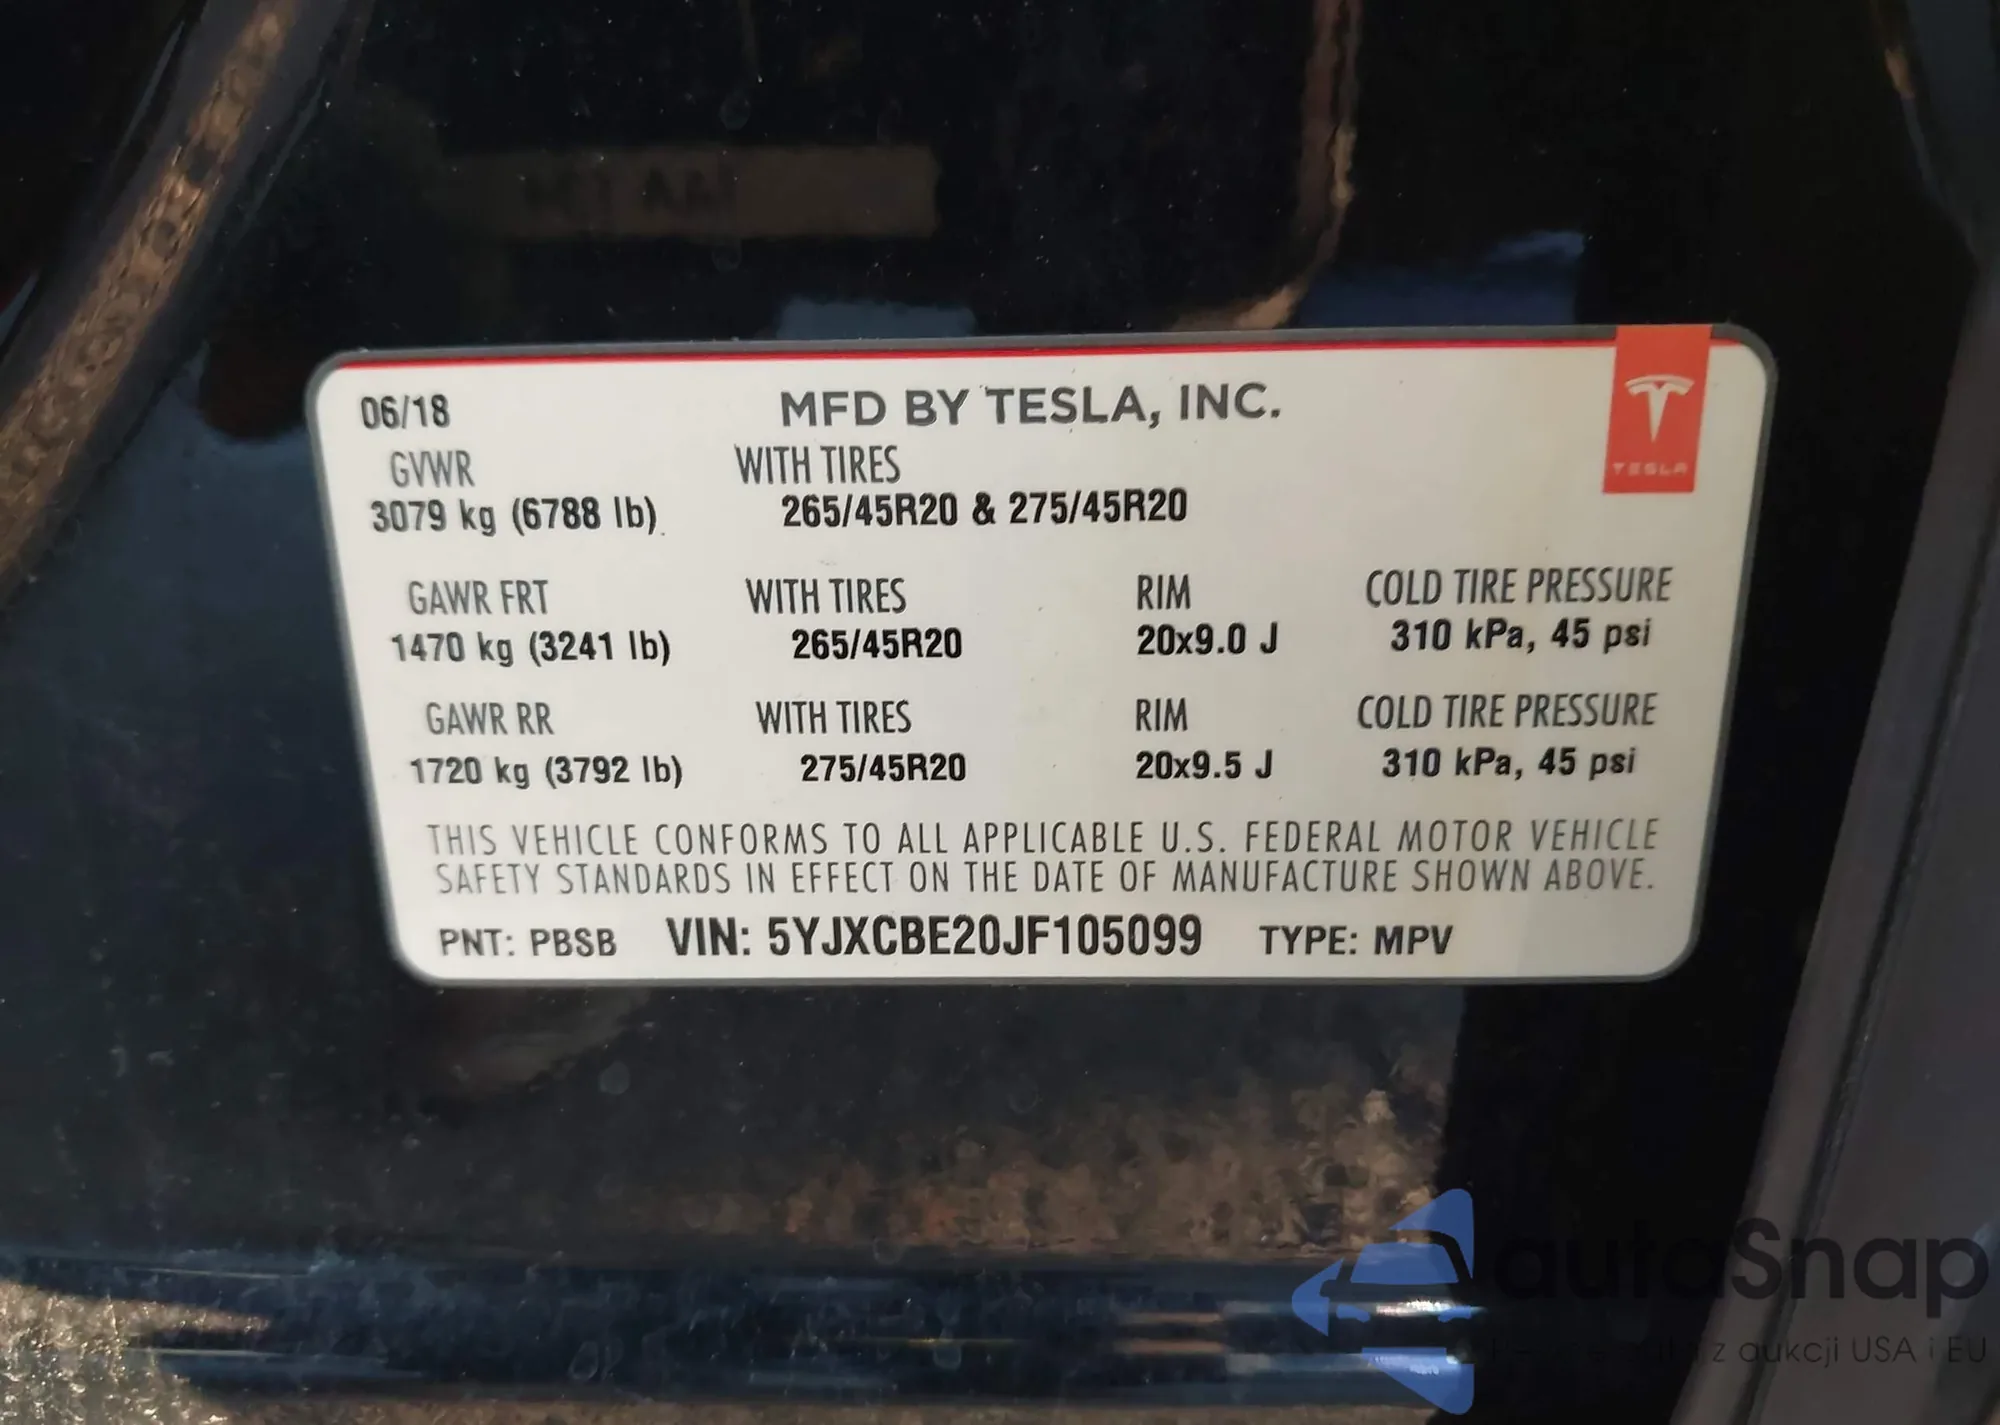 06/18
MFD BY TESLA, INC.
TESLA
GVWR WITH TIRES
3079 kg (6788 lb) 265/45R20 & 275/45R20
GAWR FRT WITH TIRES RIM COLD TIRE PRESSURE
1470 kg (3241 lb) 265/45R20 20x9.0 J 310 kPa, 45 psi
GAWR RR WITH TIRES RIM COLD TIRE PRESSURE
1720 kg (3792 lb) 275/45R20 20x9.5 J 310 kPa, 45 psi
THIS VEHICLE CONFORMS TO ALL APPLICABLE U.S. FEDERAL MOTOR VEHICLE
SAFETY STANDARDS IN EFFECT ON THE DATE OF MANUFACTURE SHOWN ABOVE.
PNT: PBSB VIN: 5YJXCBE20JF105099 TYPE: MPV
autaSnap
z aukcji USA i EU